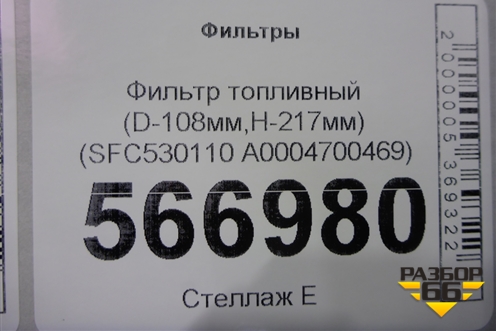 Фильтры
Фильтр топливный
(D-108мм,H-217мм)
(SFC530110 A0004700469)
566980
Стеллаж E
2000005369322
РАЗБОР
66